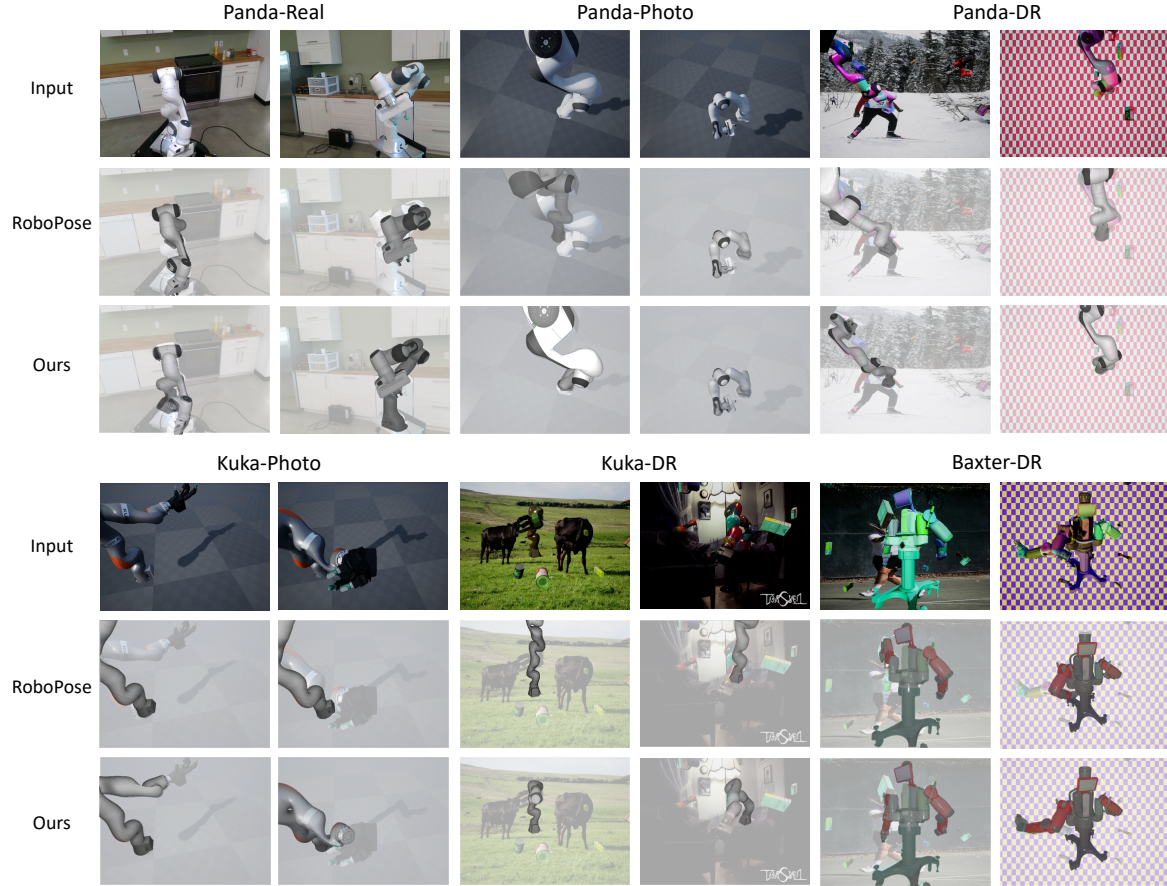 Panda-Real Panda-Photo Panda-DR
Input
RoboPose
Ours
Kuka-Photo Kuka-DR Baxter-DR
Input
RoboPose
Ours